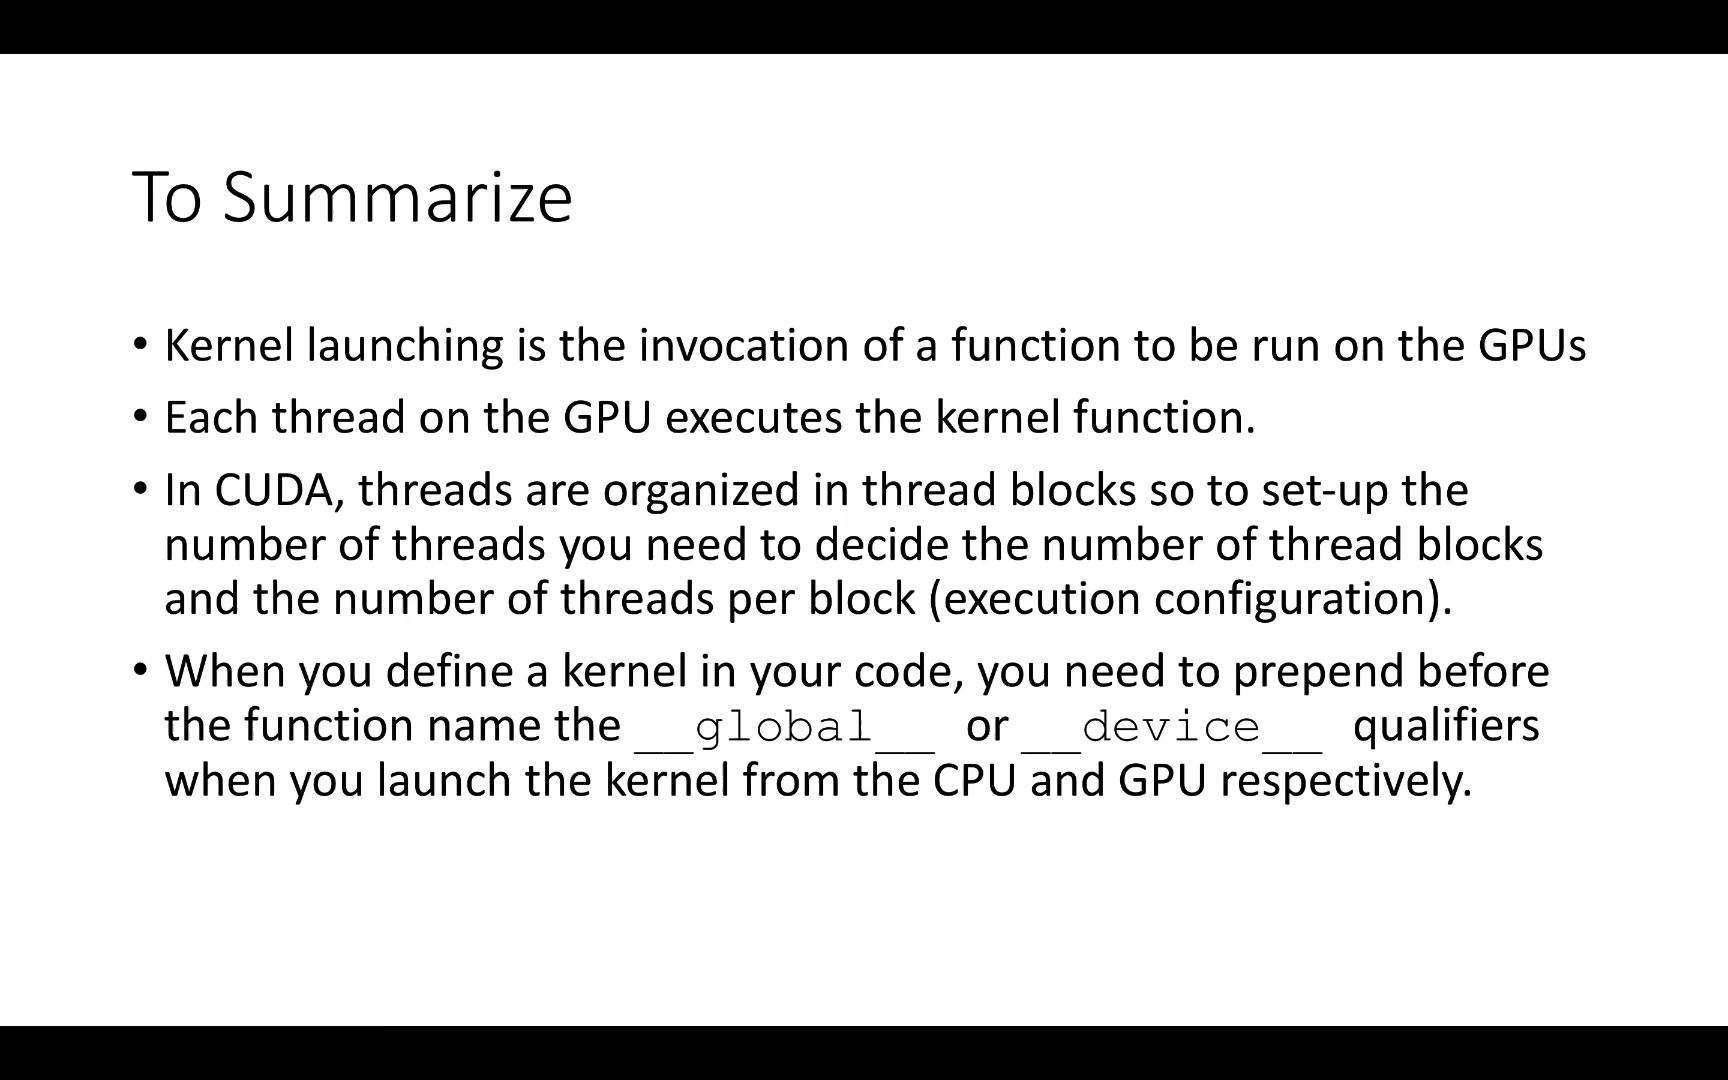 To Summarize
• Kernel launching is the invocation of a function to be run on the GPUs
• Each thread on the GPU executes the kernel function.
• In CUDA, threads are organized in thread blocks so to set-up the
number of threads you need to decide the number of thread blocks
and the number of threads per block (execution configuration).
• When you define a kernel in your code, you need to prepend before
the function name the __global__ or __device__ qualifiers
when you launch the kernel from the CPU and GPU respectively.